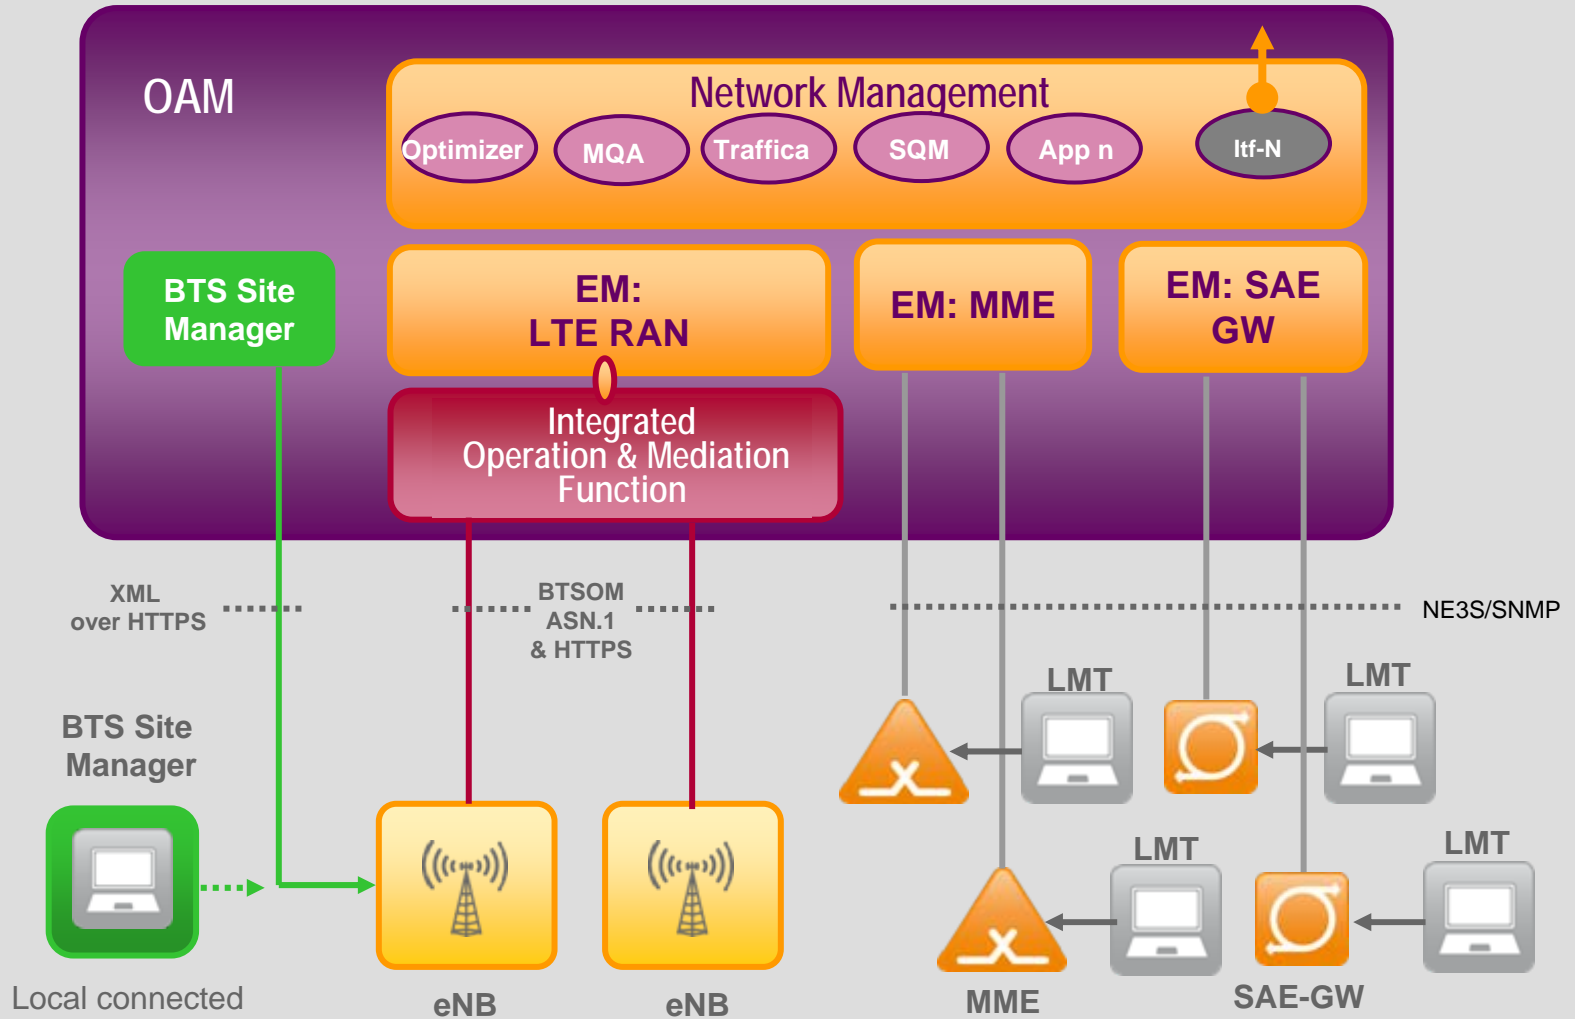 OAM
Network Management
Optimizer
MQA
Traffica
SQM
App n
Itf-N
BTS Site
Manager
EM:
LTE RAN
EM: MME
EM: SAE
GW
Integrated
Operation & Mediation
Function
XML
over HTTPS
BTSOM
ASN.1
& HTTPS
NE3S/SNMP
LMT
LMT
BTS Site
Manager
LMT
LMT
Local connected
eNB
eNB
MME
SAE-GW